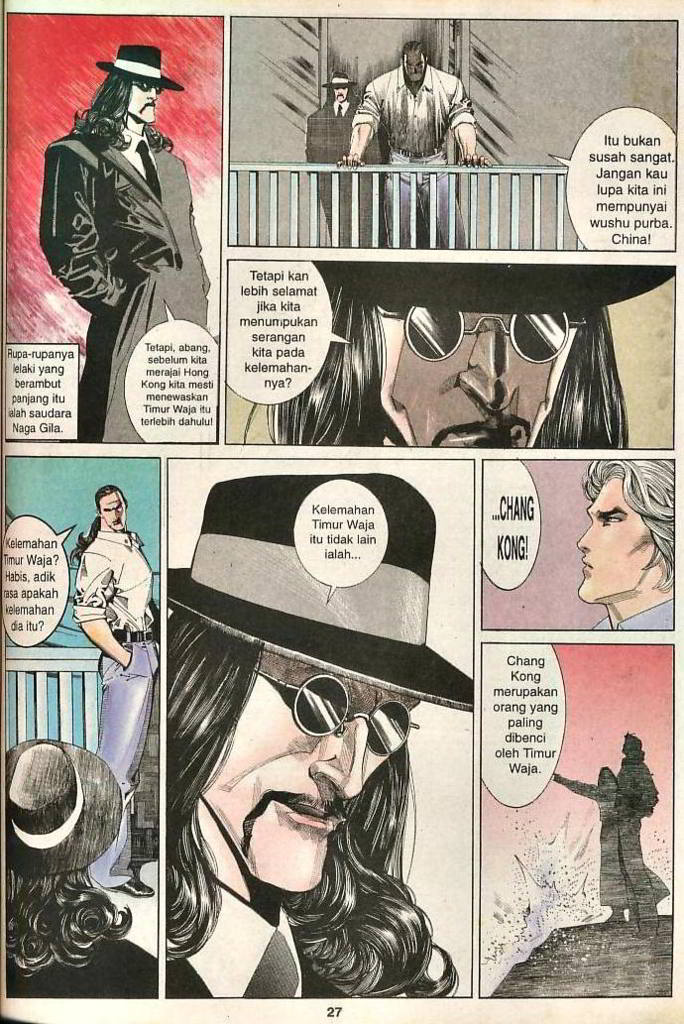 Rupa-rupanya
lelaki yang
berambut
panjang itu
ialah saudara
Naga Gila.
Tetapi, abang,
sebelum kita
merajai Hong
Kong kita mesti
menewaskan
Timur Waja itu
terlebih dahulu!
Itu bukan
susah sangat.
Jangan kau
lupa kita ini
mempunyai
wushu purba.
China!
Tetapi kan
lebih selamat
jika kita
menumpukan
serangan
kita pada
kelemahan-
nya?
Kelemahan
Timur Waja?
Habis, adik
rasa apakah
kelemahan
dia itu?
Kelemahan
Timur Waja
itu tidak lain
ialah...
...CHANG
KONG!
Chang
Kong
merupakan
orang yang
paling
dibenci
oleh Timur
Waja.
27